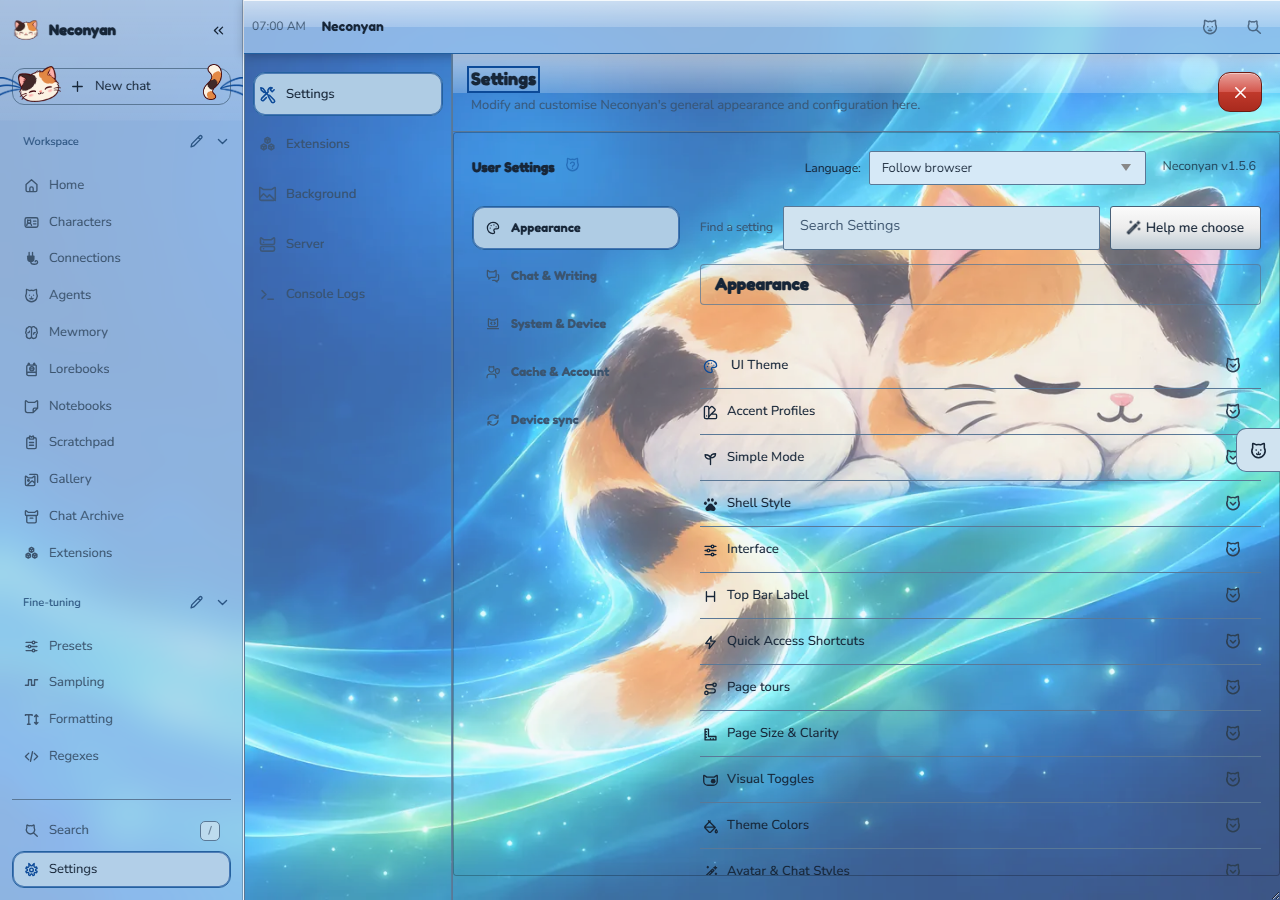 Neconyan
New chat
Workspace
Home
Characters
Connections
Agents
Mewmory
Lorebooks
Notebooks
Scratchpad
Gallery
Chat Archive
Extensions
Fine-tuning
Presets
Sampling
Formatting
Regexes
Search /
Settings
07:00 AM Neconyan
Settings
Extensions
Background
Server
Console Logs
Settings
Modify and customise Neconyan's general appearance and configuration here.
User Settings
Language: Follow browser Neconyan v1.5.6
Appearance
Chat & Writing
System & Device
Cache & Account
Device sync
Find a setting Search Settings Help me choose
Appearance
UI Theme
Accent Profiles
Simple Mode
Shell Style
Interface
Top Bar Label
Quick Access Shortcuts
Page tours
Page Size & Clarity
Visual Toggles
Theme Colors
Avatar & Chat Styles